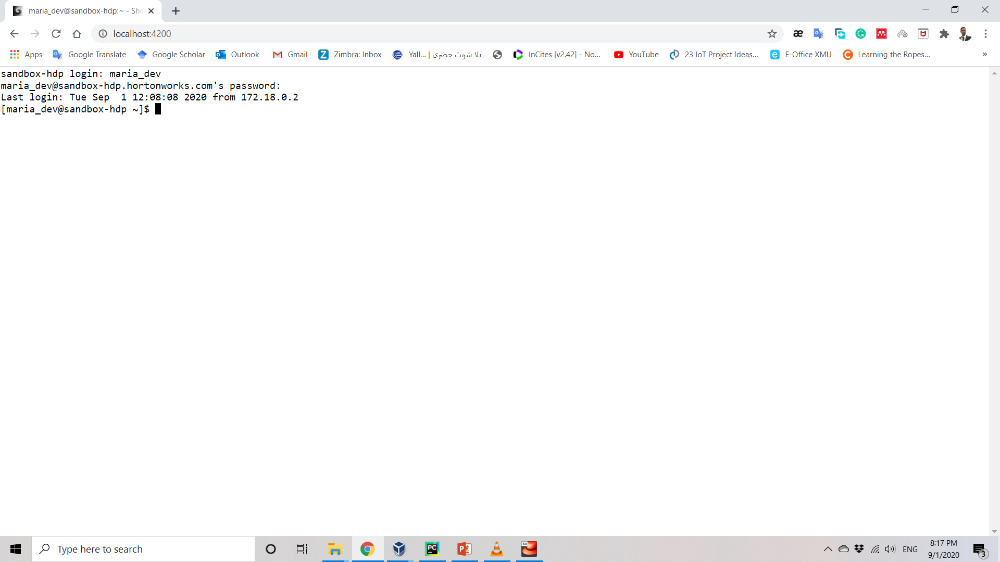 maria_dev@sandbox-hdp:~ - She
localhost:4200
æ
Apps
Google Translate
Google Scholar
Outlook
Gmail
Zimbra: Inbox
يلا شوت حصري | ...Yall
InCites [v2.42] - No...
YouTube
23 IoT Project Ideas...
E-Office XMU
Learning the Ropes...
»
sandbox-hdp login: maria_dev
maria_dev@sandbox-hdp.hortonworks.com's password:
Last login: Tue Sep  1 12:08:08 2020 from 172.18.0.2
[maria_dev@sandbox-hdp ~]$
Type here to search
PC
64
ENG
8:17 PM
9/1/2020
3